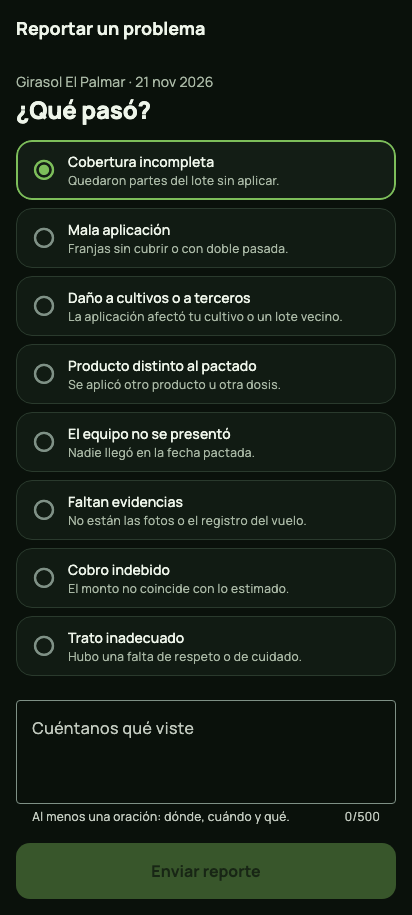 Reportar un problema
Girasol El Palmar · 21 nov 2026
¿Qué pasó?
Cobertura incompleta
Quedaron partes del lote sin aplicar.
Mala aplicación
Franjas sin cubrir o con doble pasada.
Daño a cultivos o a terceros
La aplicación afectó tu cultivo o un lote vecino.
Producto distinto al pactado
Se aplicó otro producto u otra dosis.
El equipo no se presentó
Nadie llegó en la fecha pactada.
Faltan evidencias
No están las fotos o el registro del vuelo.
Cobro indebido
El monto no coincide con lo estimado.
Trato inadecuado
Hubo una falta de respeto o de cuidado.
Cuéntanos qué viste
Al menos una oración: dónde, cuándo y qué. 0/500
Enviar reporte